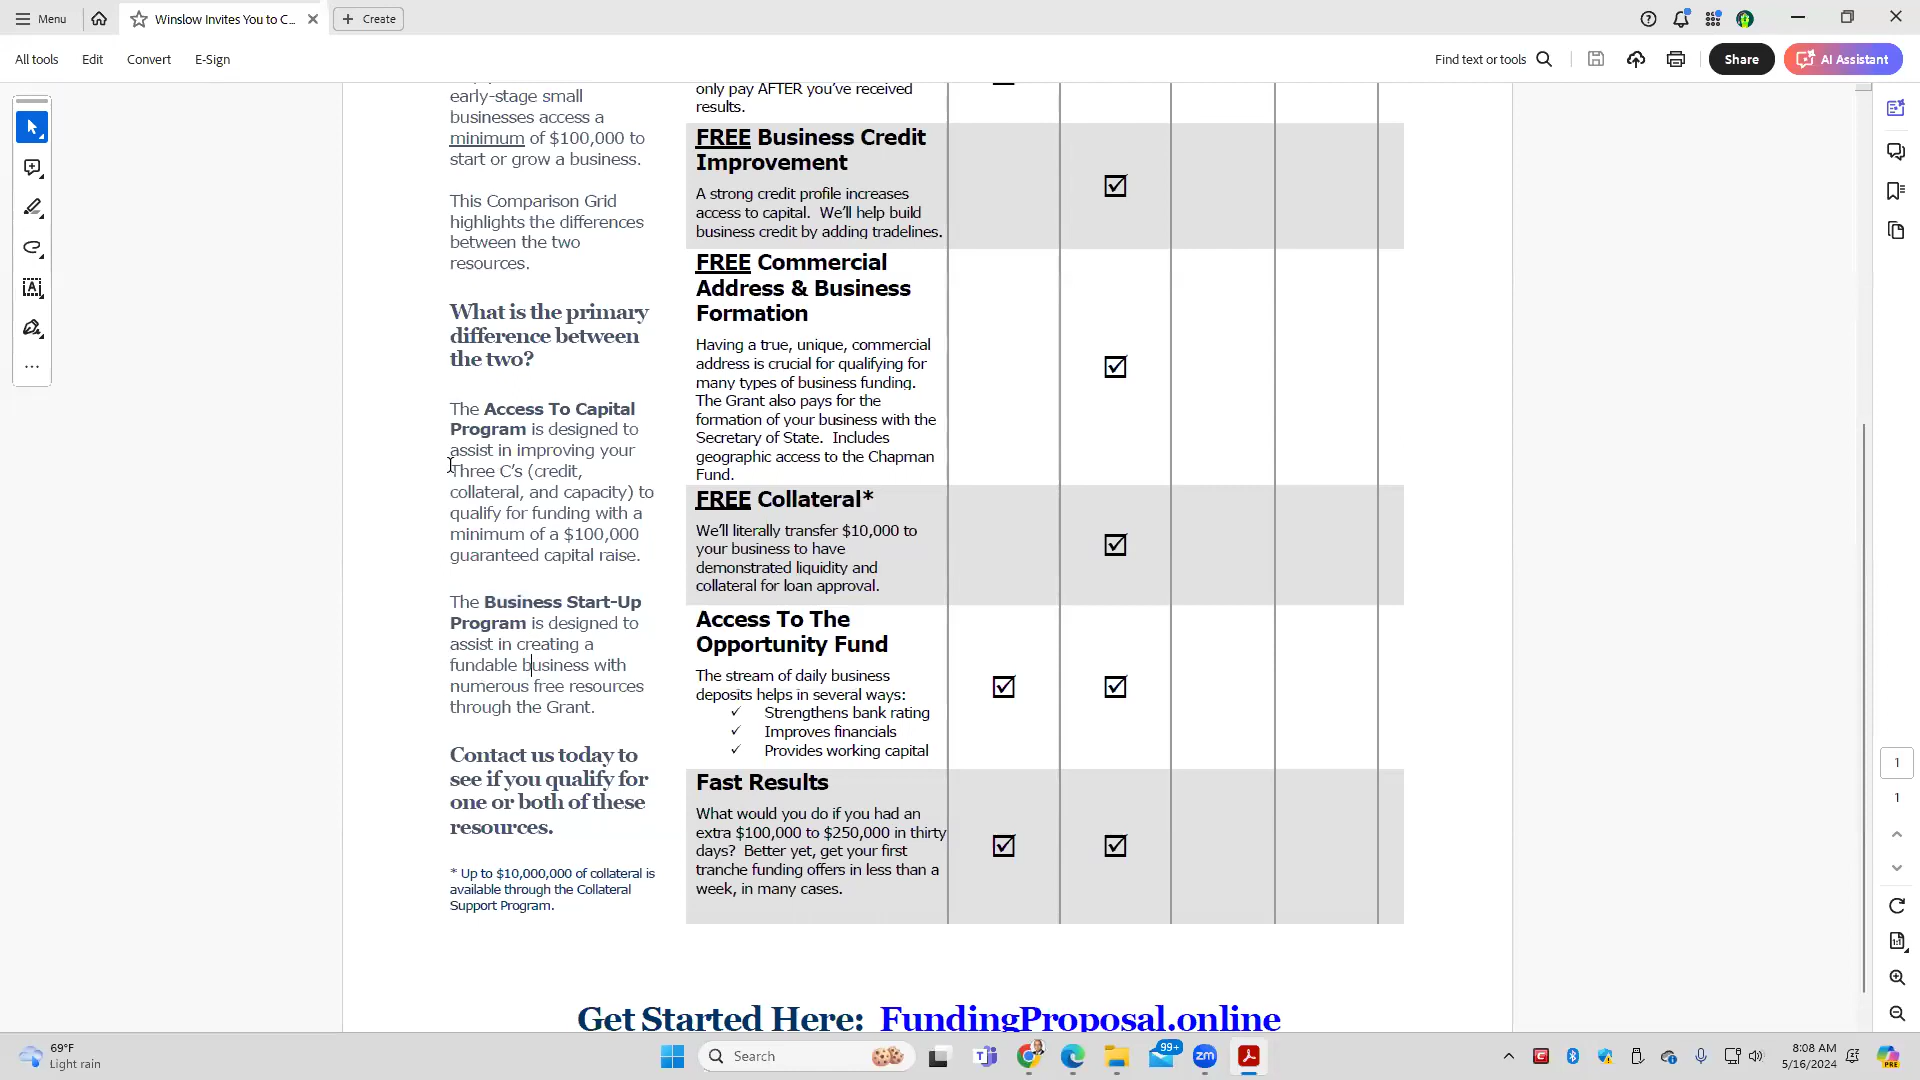 Menu
Winslow Invites You to C...
Create
All tools
Edit
Convert
E-Sign
Find text or tools
Share
AI Assistant
early-stage small
businesses access a
minimum of $100,000 to
start or grow a business.
This Comparison Grid
highlights the differences
between the two
resources.
What is the primary
difference between
the two?
The Access To Capital
Program is designed to
assist in improving your
Three C's (credit,
collateral, and capacity) to
qualify for funding with a
minimum of a $100,000
guaranteed capital raise.
The Business Start-Up
Program is designed to
assist in creating a
fundable business with
numerous free resources
through the Grant.
Contact us today to
see if you qualify for
one or both of these
resources.
* Up to $10,000,000 of collateral is
available through the Collateral
Support Program.
only pay AFTER you've received
results.
FREE Business Credit
Improvement
A strong credit profile increases
access to capital. We'll help build
business credit by adding tradelines.
FREE Commercial
Address & Business
Formation
Having a true, unique, commercial
address is crucial for qualifying for
many types of business funding.
The Grant also pays for the
formation of your business with the
Secretary of State. Includes
geographic access to the Chapman
Fund.
FREE Collateral*
We'll literally transfer $10,000 to
your business to have
demonstrated liquidity and
collateral for loan approval.
Access To The
Opportunity Fund
The stream of daily business
deposits helps in several ways:
Strengthens bank rating
Improves financials
Provides working capital
Fast Results
What would you do if you had an
extra $100,000 to $250,000 in thirty
days? Better yet, get your first
tranche funding offers in less than a
week, in many cases.
Get Started Here: FundingProposal.online
1
1
69°F
Light rain
Search
99+
zm
8:08 AM
5/16/2024
PRE